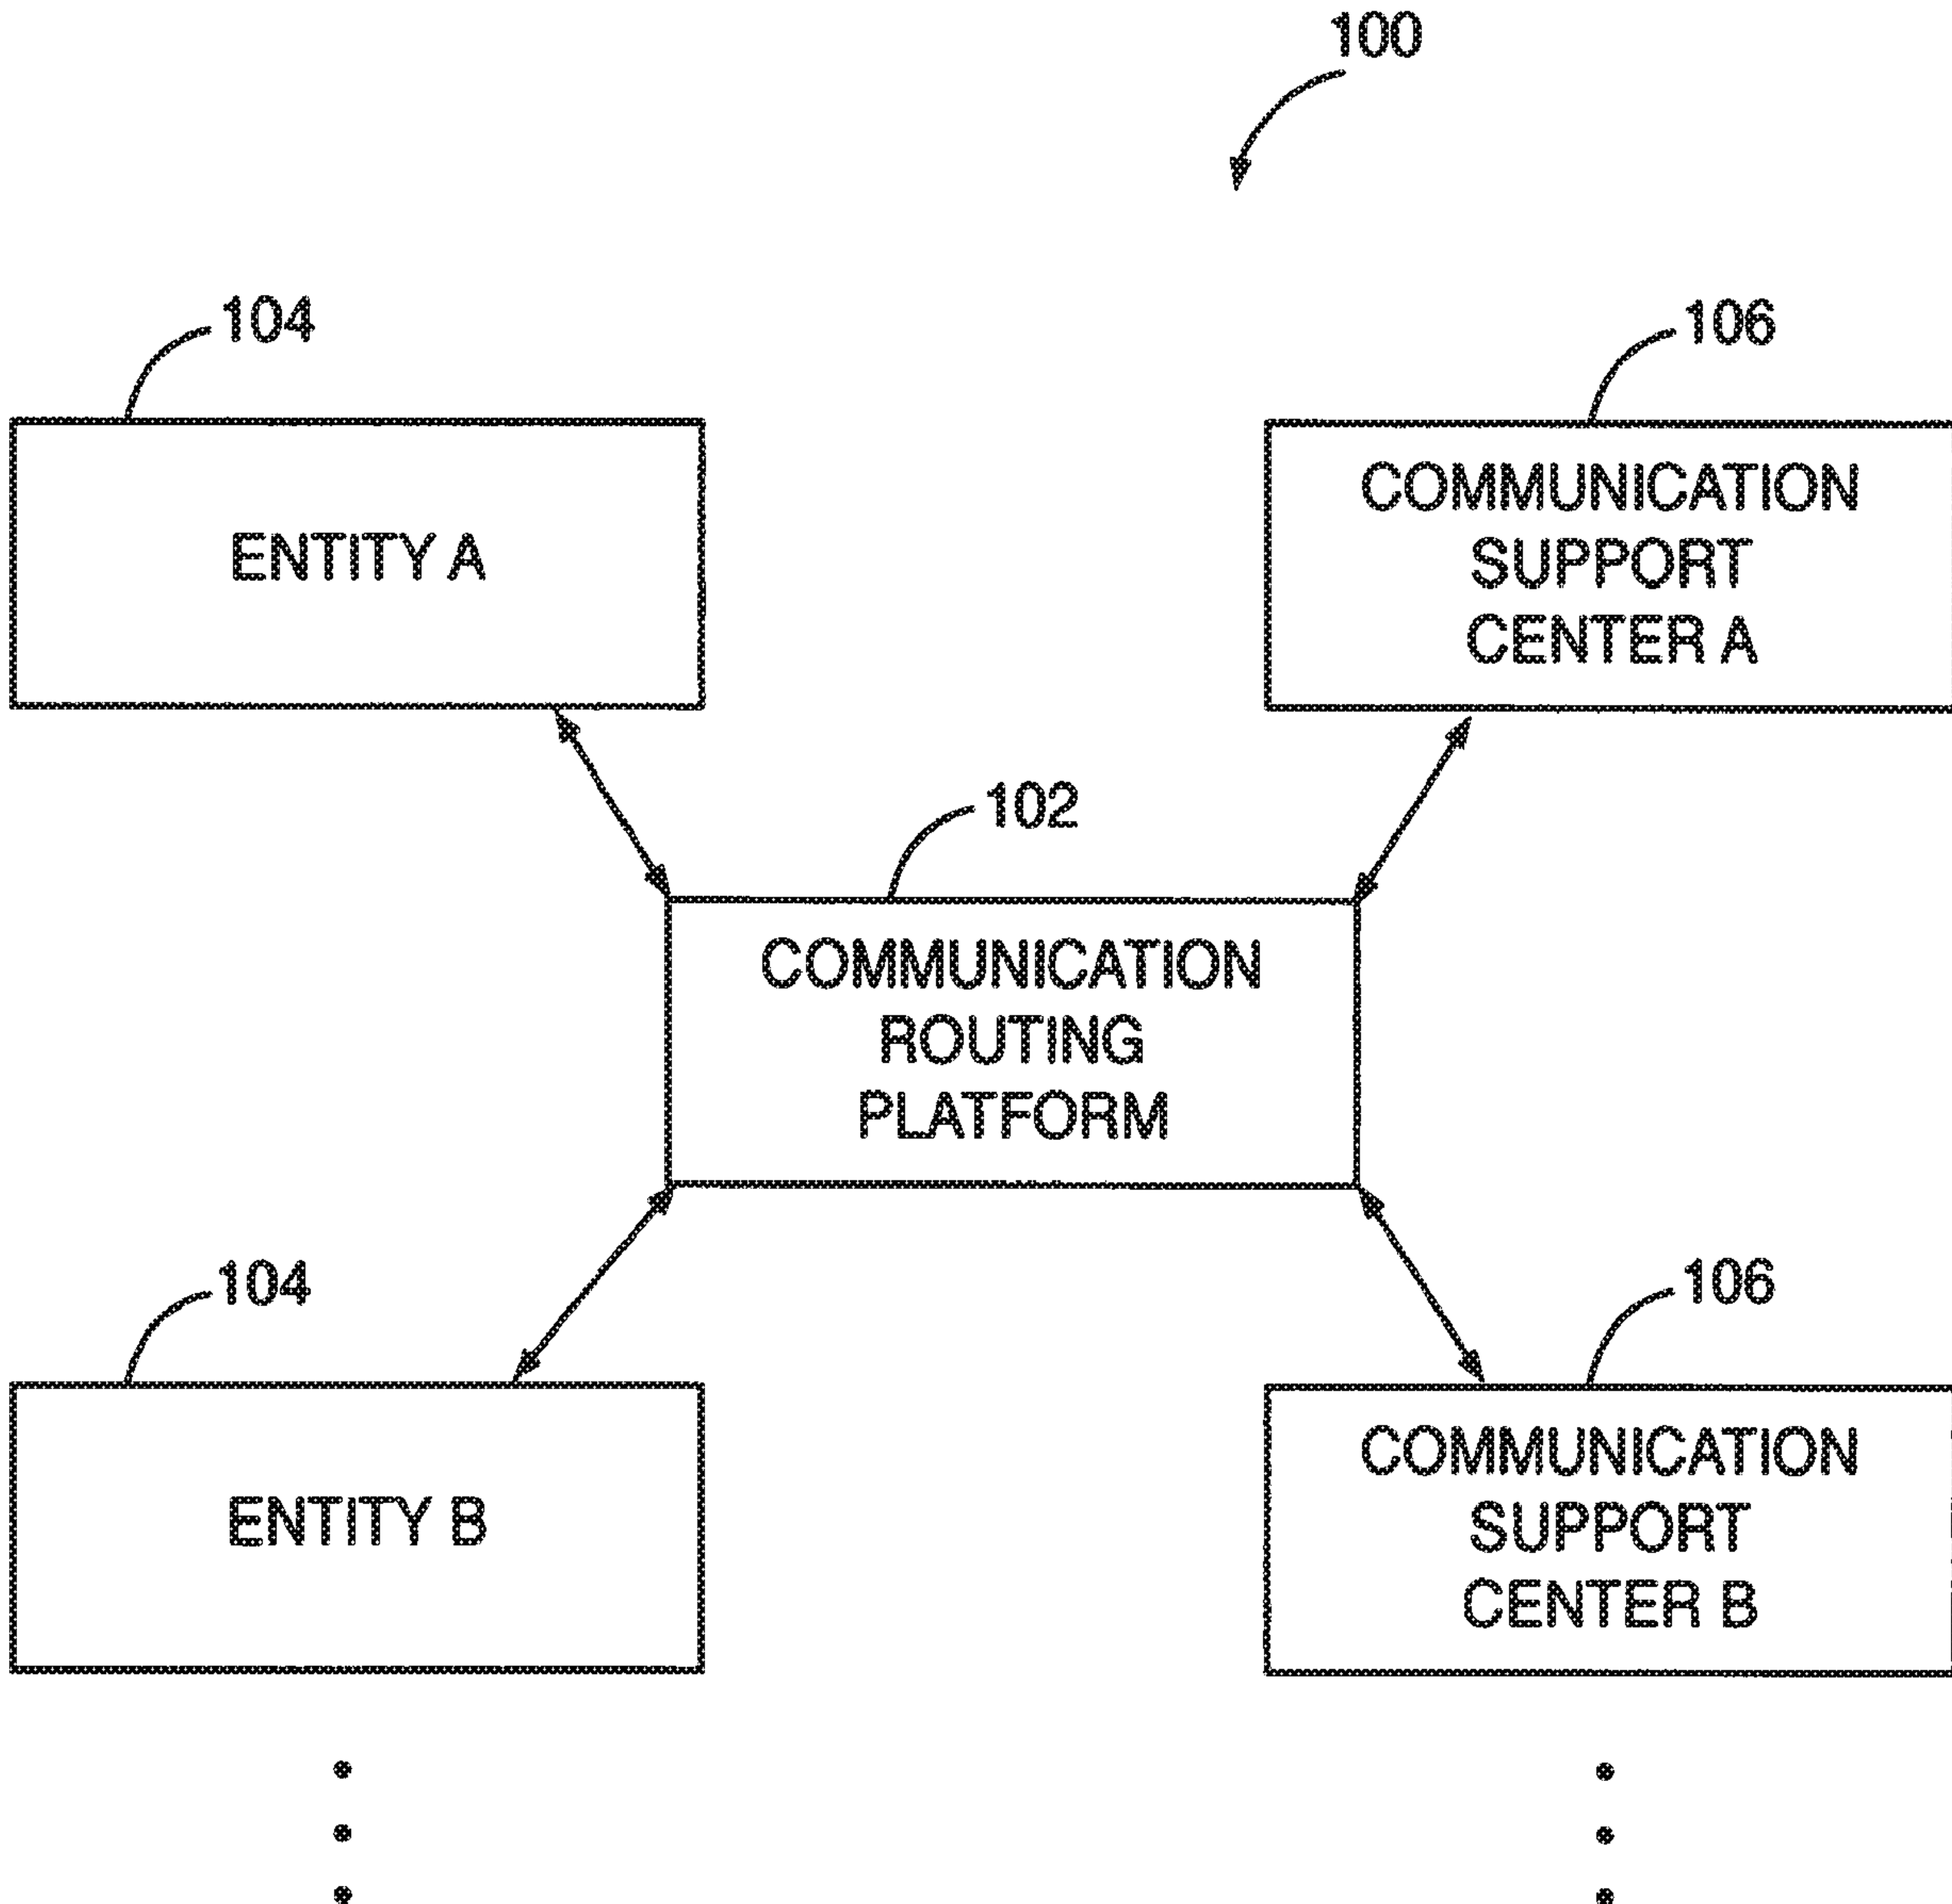 100
104
106
ENTITY A
COMMUNICATION
SUPPORT
CENTER A
102
COMMUNICATION
ROUTING
PLATFORM
104
106
ENTITY B
COMMUNICATION
SUPPORT
CENTER B